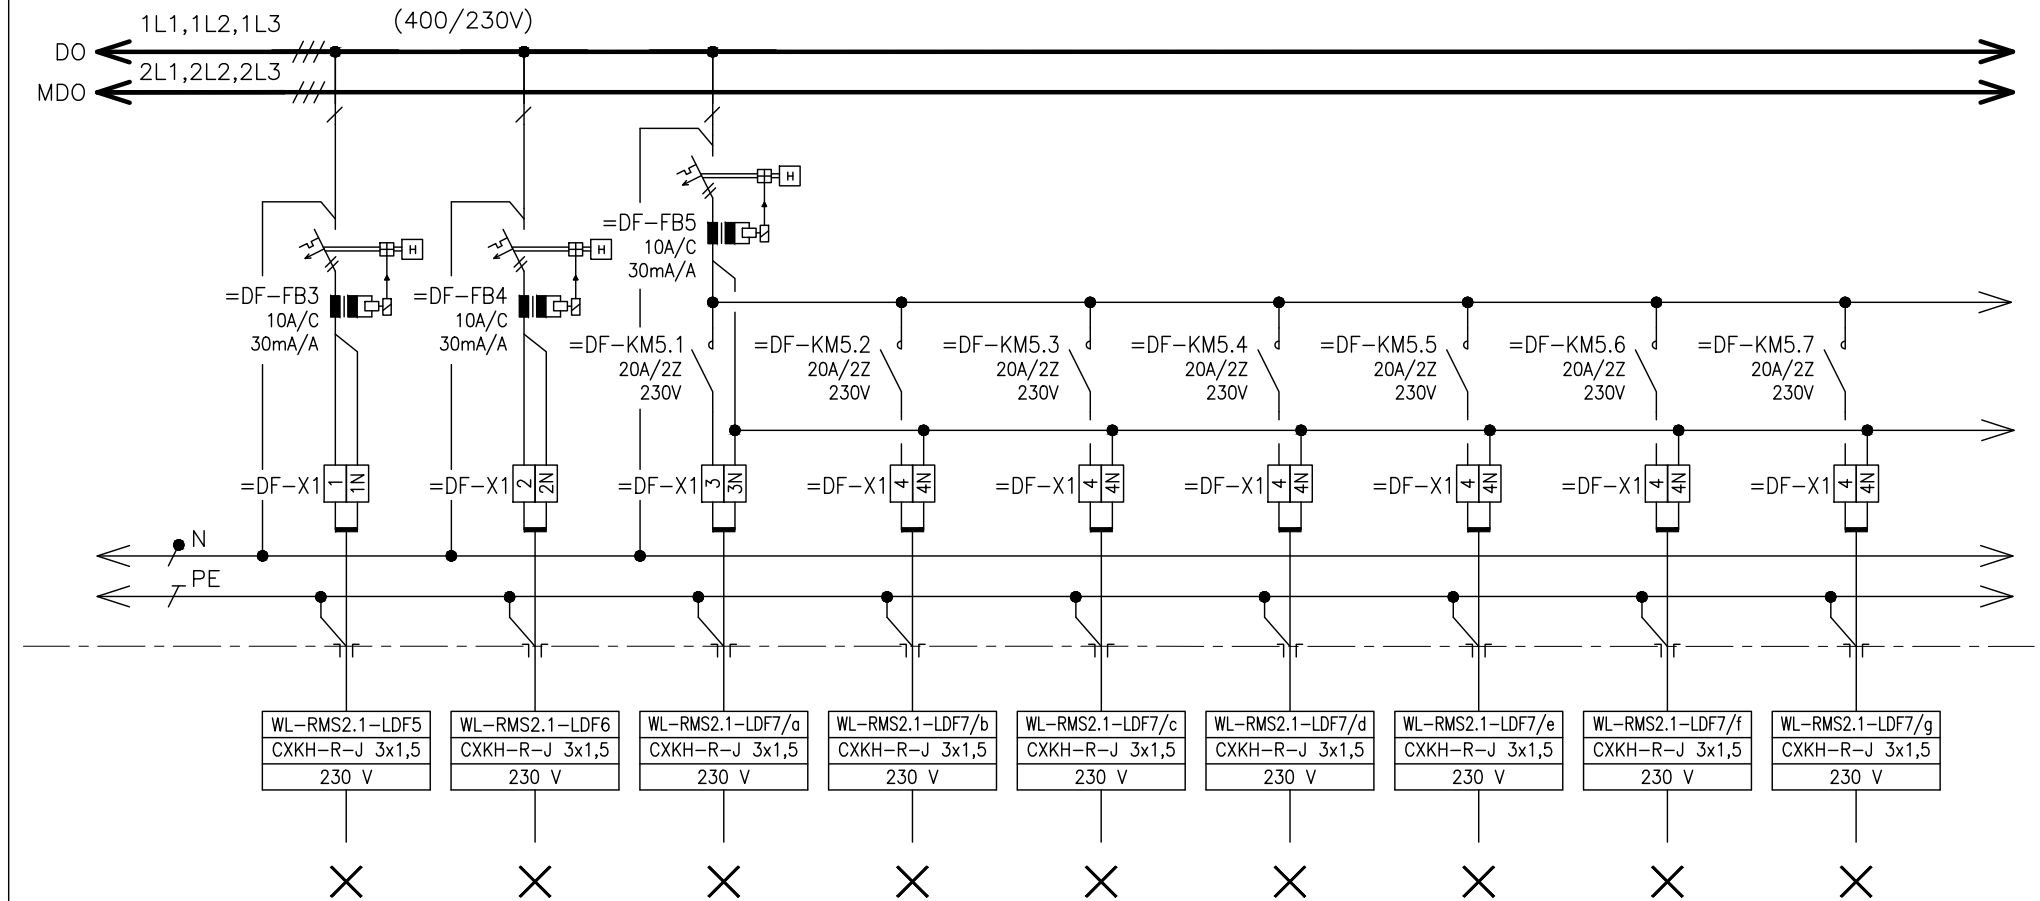 1L1,1L2,1L3
(400/230V)
DO
2L1,2L2,2L3
MDO
H
=DF-FB5
10A/C
30mA/A
H
=DF-FB3
10A/C
30mA/A
H
=DF-FB4
10A/C
30mA/A
=DF-KM5.1
20A/2Z
230V
=DF-KM5.2
20A/2Z
230V
=DF-KM5.3
20A/2Z
230V
=DF-KM5.4
20A/2Z
230V
=DF-KM5.5
20A/2Z
230V
=DF-KM5.6
20A/2Z
230V
=DF-KM5.7
20A/2Z
230V
=DF-X1 1 1N
=DF-X1 2 2N
=DF-X1 3 3N
=DF-X1 4 4N
=DF-X1 4 4N
=DF-X1 4 4N
=DF-X1 4 4N
=DF-X1 4 4N
=DF-X1 4 4N
N
PE
WL-RMS2.1-LDF5
CXKH-R-J 3x1,5
230 V
WL-RMS2.1-LDF6
CXKH-R-J 3x1,5
230 V
WL-RMS2.1-LDF7/a
CXKH-R-J 3x1,5
230 V
WL-RMS2.1-LDF7/b
CXKH-R-J 3x1,5
230 V
WL-RMS2.1-LDF7/c
CXKH-R-J 3x1,5
230 V
WL-RMS2.1-LDF7/d
CXKH-R-J 3x1,5
230 V
WL-RMS2.1-LDF7/e
CXKH-R-J 3x1,5
230 V
WL-RMS2.1-LDF7/f
CXKH-R-J 3x1,5
230 V
WL-RMS2.1-LDF7/g
CXKH-R-J 3x1,5
230 V